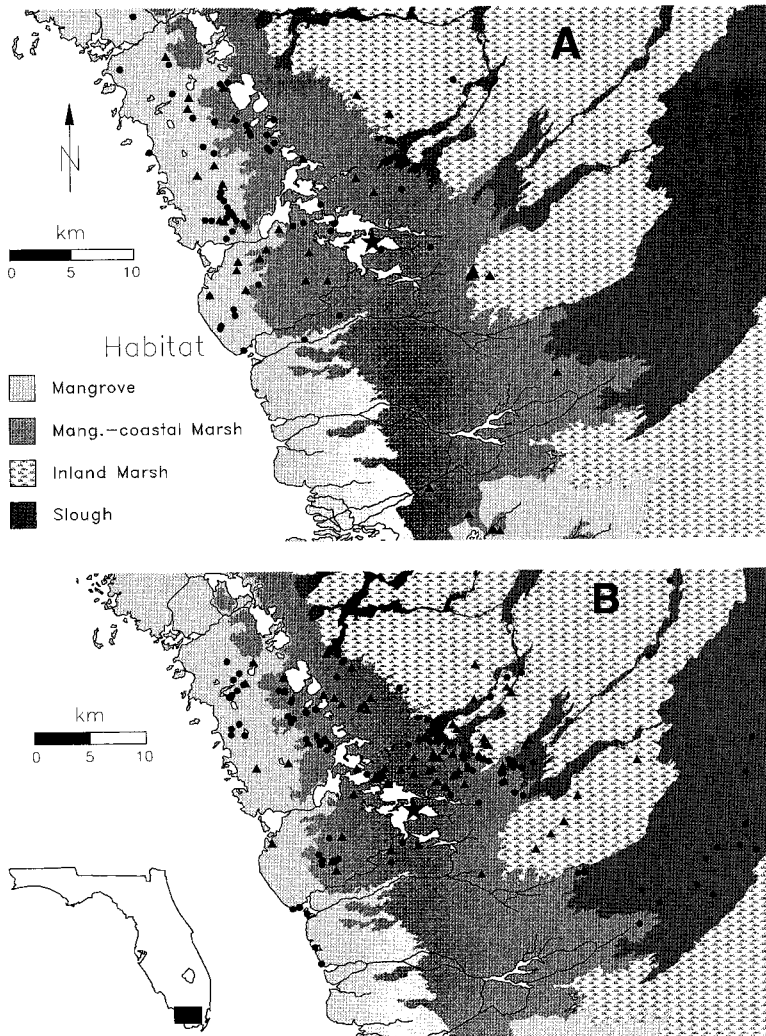 A
N
km
0 5 10
Habitat
Mangrove
Mang.-coastal Marsh
Inland Marsh
Slough
B
km
0 5 10